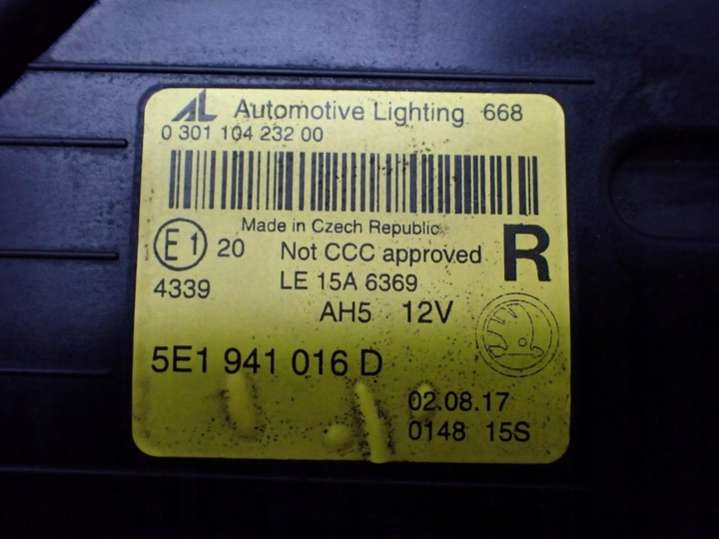 AL Automotive Lighting 668
0 301 104 232 00
Made in Czech Republic
E1 20 Not CCC approved R
4339 LE 15A 6369
AH5 12V
5E1 941 016 D
02.08.17
0148 15S